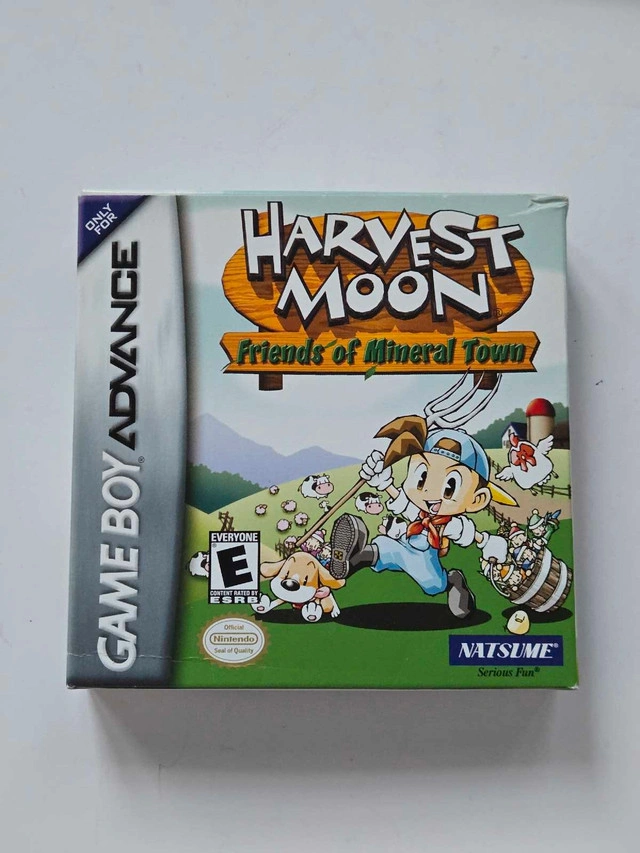 ONLY
FOR
GAME BOY ADVANCE
HARVEST
MOON
Friends of Mineral Town
EVERYONE
E
CONTENT RATED BY
ESRB
Official
Nintendo
Seal of Quality
NATSUME®
Serious Fun®